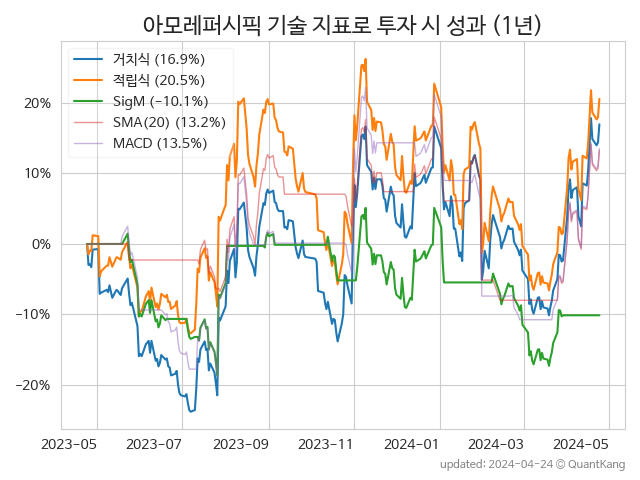 아모레퍼시픽 기술 지표로 투자 시 성과 (1년)
거치식 (16.9%)
적립식 (20.5%)
SigM (−10.1%)
SMA(20) (13.2%)
MACD (13.5%)
20%
10%
0%
−10%
−20%
2023-05 2023-07 2023-09 2023-11 2024-01 2024-03 2024-05
updated: 2024-04-24 © QuantKang